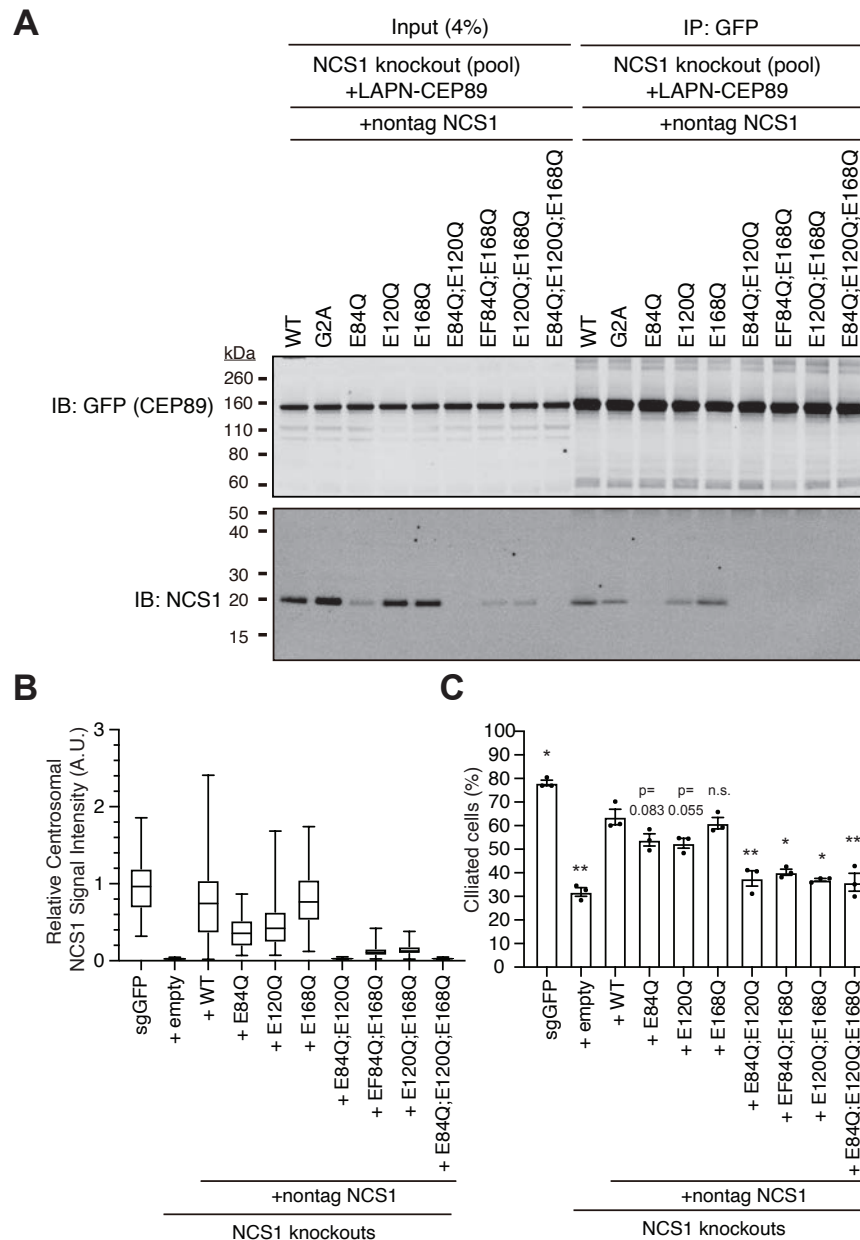 A
Input (4%)
IP: GFP
NCS1 knockout (pool)
+LAPN-CEP89
NCS1 knockout (pool)
+LAPN-CEP89
+nontag NCS1
+nontag NCS1
WT
G2A
E84Q
E120Q
E168Q
E84Q;E120Q
EF84Q;E168Q
E120Q;E168Q
E84Q;E120Q;E168Q
WT
G2A
E84Q
E120Q
E168Q
E84Q;E120Q
EF84Q;E168Q
E120Q;E168Q
E84Q;E120Q;E168Q
kDa
260
160
110
80
60
IB: GFP (CEP89)
50
40
30
20
15
IB: NCS1
B
Relative Centrosomal
NCS1 Signal Intensity (A.U.)
3
2
1
0
sgGFP
+ empty
+ WT
+ E84Q
+ E120Q
+ E168Q
+ E84Q;E120Q
+ EF84Q;E168Q
+ E120Q;E168Q
+ E84Q;E120Q;E168Q
+nontag NCS1
NCS1 knockouts
C
CIliated cells (%)
100
90
80
70
60
50
40
30
20
10
0
*
**
p=
0.083
p=
0.055
n.s.
**
*
*
**
sgGFP
+ empty
+ WT
+ E84Q
+ E120Q
+ E168Q
+ E84Q;E120Q
+ EF84Q;E168Q
+ E120Q;E168Q
+ E84Q;E120Q;E168Q
+nontag NCS1
NCS1 knockouts